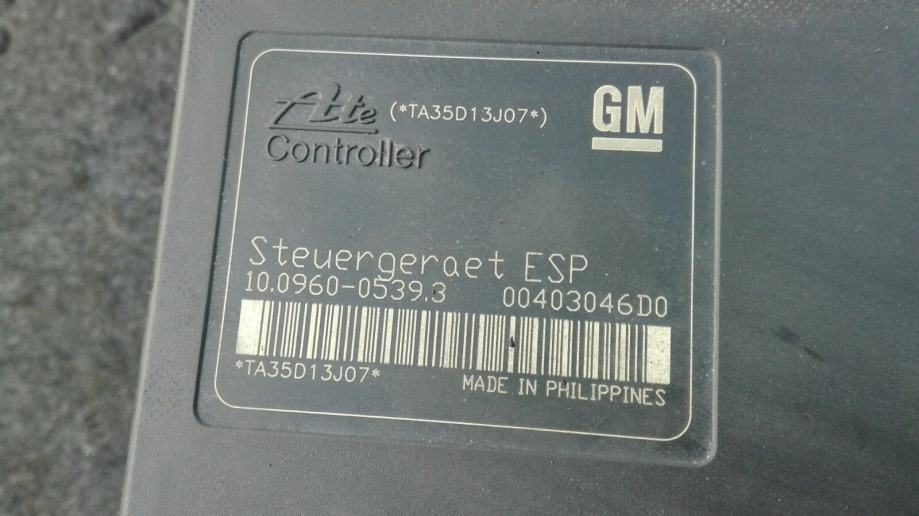 Ate (*TA35D13J07*) GM
Controller
Steuergeraet ESP
10.0960-0539.3 00403046D0
*TA35D13J07*
MADE IN PHILIPPINES